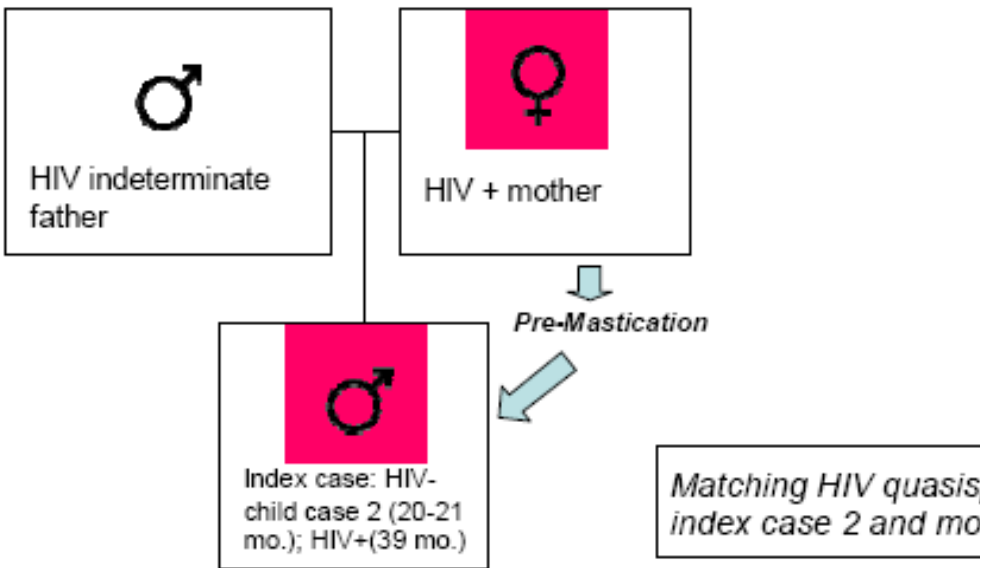 HIV indeterminate
father
HIV + mother
Pre-Mastication
Index case: HIV-
child case 2 (20-21
mo.); HIV+(39 mo.)
Matching HIV
index case 2 and